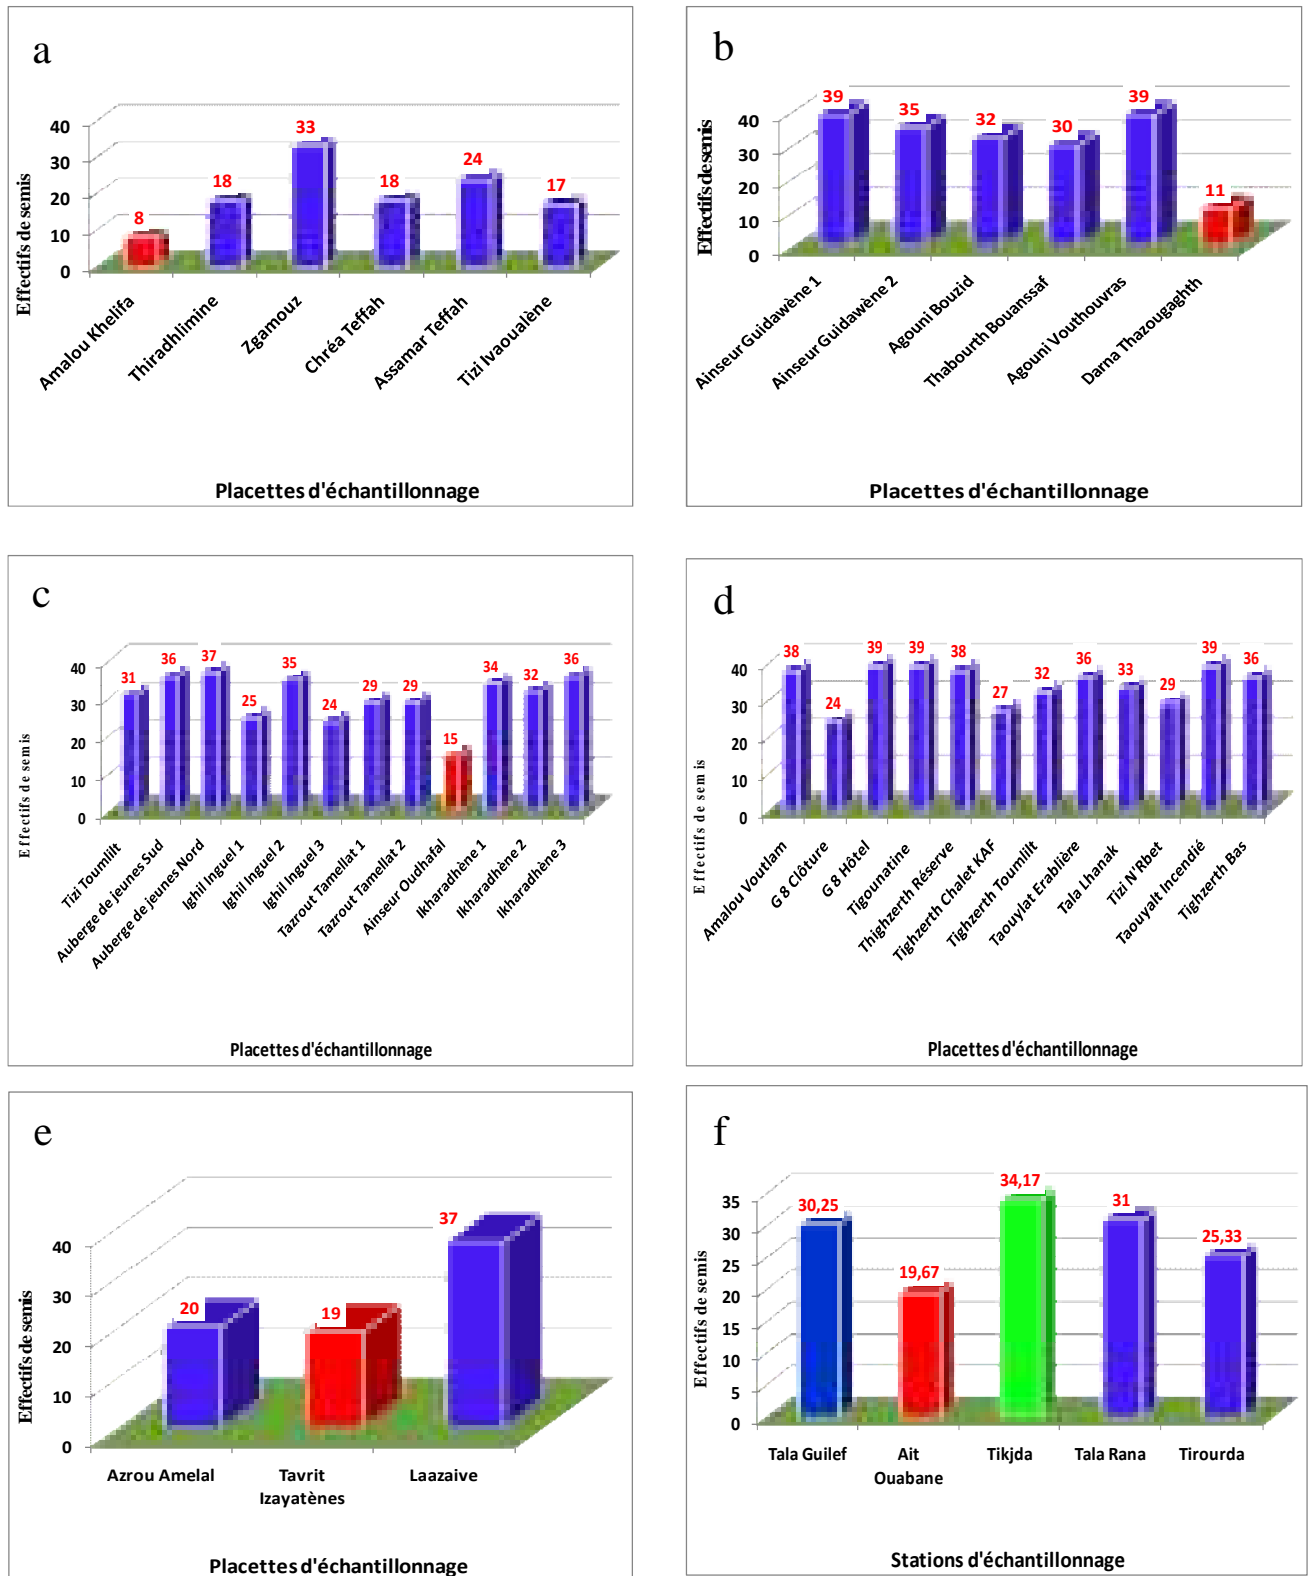 a
Effectifs de semis
40
30
20
10
0
8
18
33
18
24
17
Amalou Khelifa
Thiradhlimine
Zgamouz
Chréa Teffah
Assamar Teffah
Tizi Ivaoualène
Placettes d'échantillonnage
b
Effectifs de semis
40
30
20
10
0
39
35
32
30
39
11
Ainseur Guidawène 1
Ainseur Guidawène 2
Agouni Bouzid
Thabourth Bouanssaf
Agouni Vouthouvras
Darna Thazougaghth
Placettes d'échantillonnage
c
Effectifs de semis
40
30
20
10
0
31
36
37
25
35
24
29
29
15
34
32
36
Tizi Toumlilt
Auberge de jeunes Sud
Auberge de jeunes Nord
Ighil Inguel 1
Ighil Inguel 2
Ighil Inguel 3
Tazrout Tamellat 1
Tazrout Tamellat 2
Ainseur Oudhafal
Ikharadhène 1
Ikharadhène 2
Ikharadhène 3
Placettes d'échantillonnage
d
Effectifs de semis
40
30
20
10
0
38
24
39
39
38
27
32
36
33
29
39
36
Amalou Voutlam
G 8 Clôture
G 8 Hôtel
Tigounatine
Thighzerth Réserve
Tighzerth Chalet KAF
Tighzerth Toumlilt
Taouylat Erablière
Tala Lhanak
Tizi N'Rbet
Taouyalt Incendié
Tighzerth Bas
Placettes d'échantillonnage
e
Effectifs de semis
40
30
20
10
0
20
19
37
Azrou Amelal
Tavrit
Izayatènes
Laazaive
Placettes d'échantillonnage
f
Effectifs de semis
35
30
25
20
15
10
5
0
30,25
19,67
34,17
31
25,33
Tala Guilef
Ait
Ouabane
Tikjda
Tala Rana
Tirourda
Stations d'échantillonnage